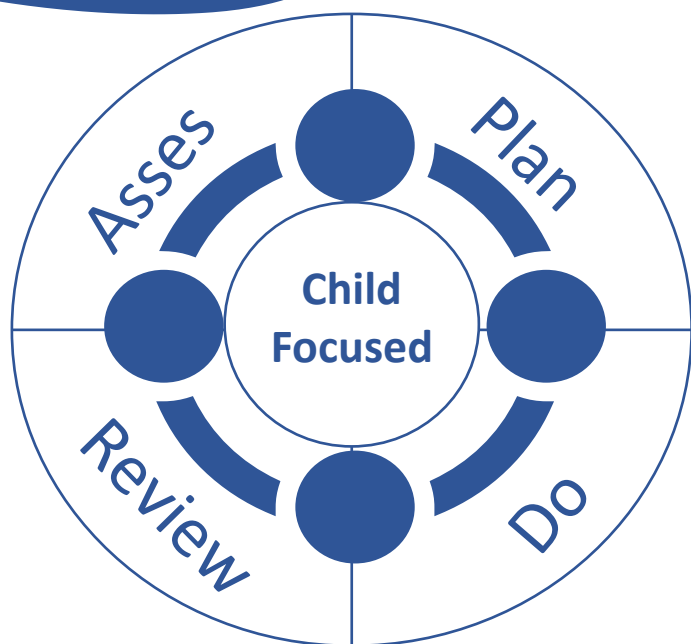 Asses
Plan
Child
Focused
Review
Do